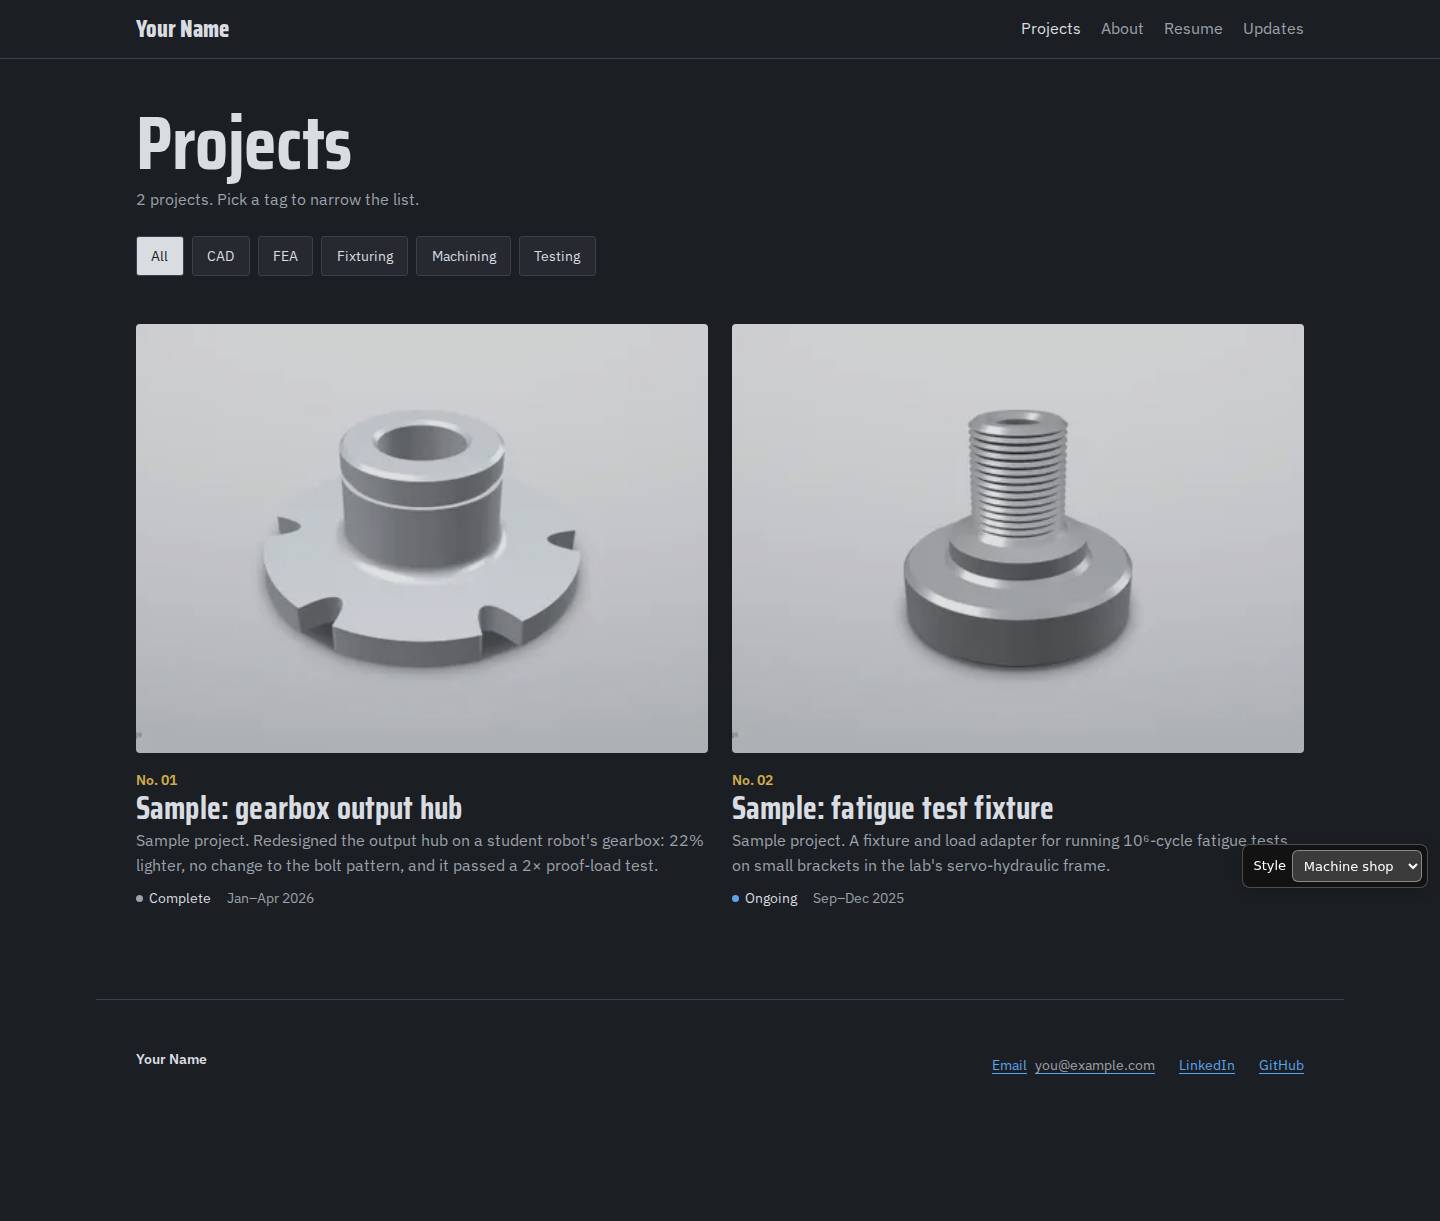 Your Name
Projects About Resume Updates
Projects
2 projects. Pick a tag to narrow the list.
All CAD FEA Fixturing Machining Testing
No. 01
Sample: gearbox output hub
Sample project. Redesigned the output hub on a student robot's gearbox: 22%
lighter, no change to the bolt pattern, and it passed a 2× proof-load test.
Complete Jan–Apr 2026
No. 02
Sample: fatigue test fixture
Sample project. A fixture and load adapter for running 10⁶-cycle fatigue tests
on small brackets in the lab's servo-hydraulic frame.
Ongoing Sep–Dec 2025
Style Machine shop
Your Name
Email you@example.com LinkedIn GitHub